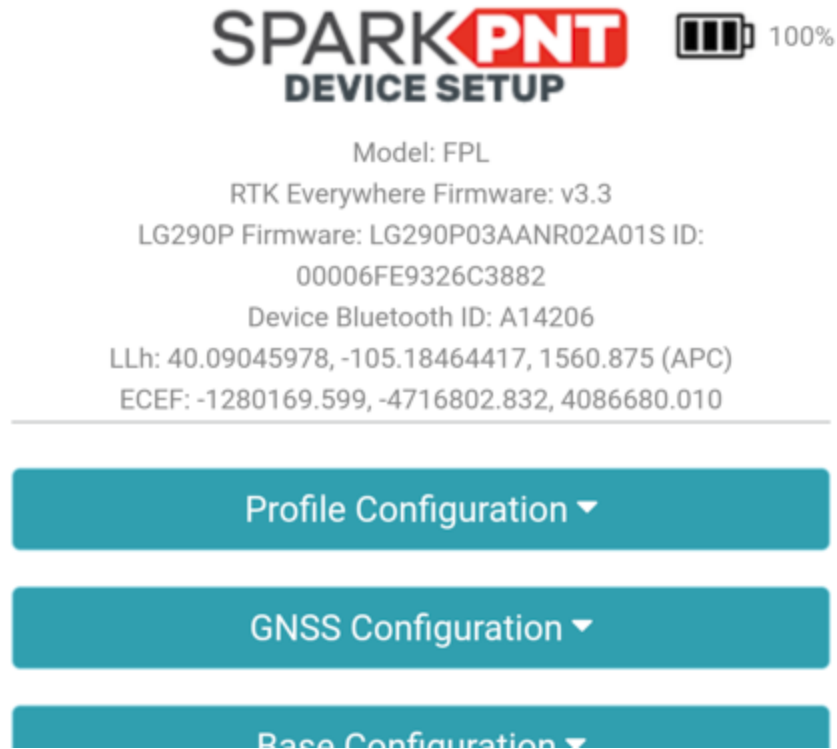 SPARK PNT
100%
DEVICE SETUP
Model: FPL
RTK Everywhere Firmware: v3.3
LG290P Firmware: LG290P03AANR02A01S ID:
00006FE9326C3882
Device Bluetooth ID: A14206
LLh: 40.09045978, -105.18464417, 1560.875 (APC)
ECEF: -1280169.599, -4716802.832, 4086680.010
Profile Configuration
GNSS Configuration
Base Configuration